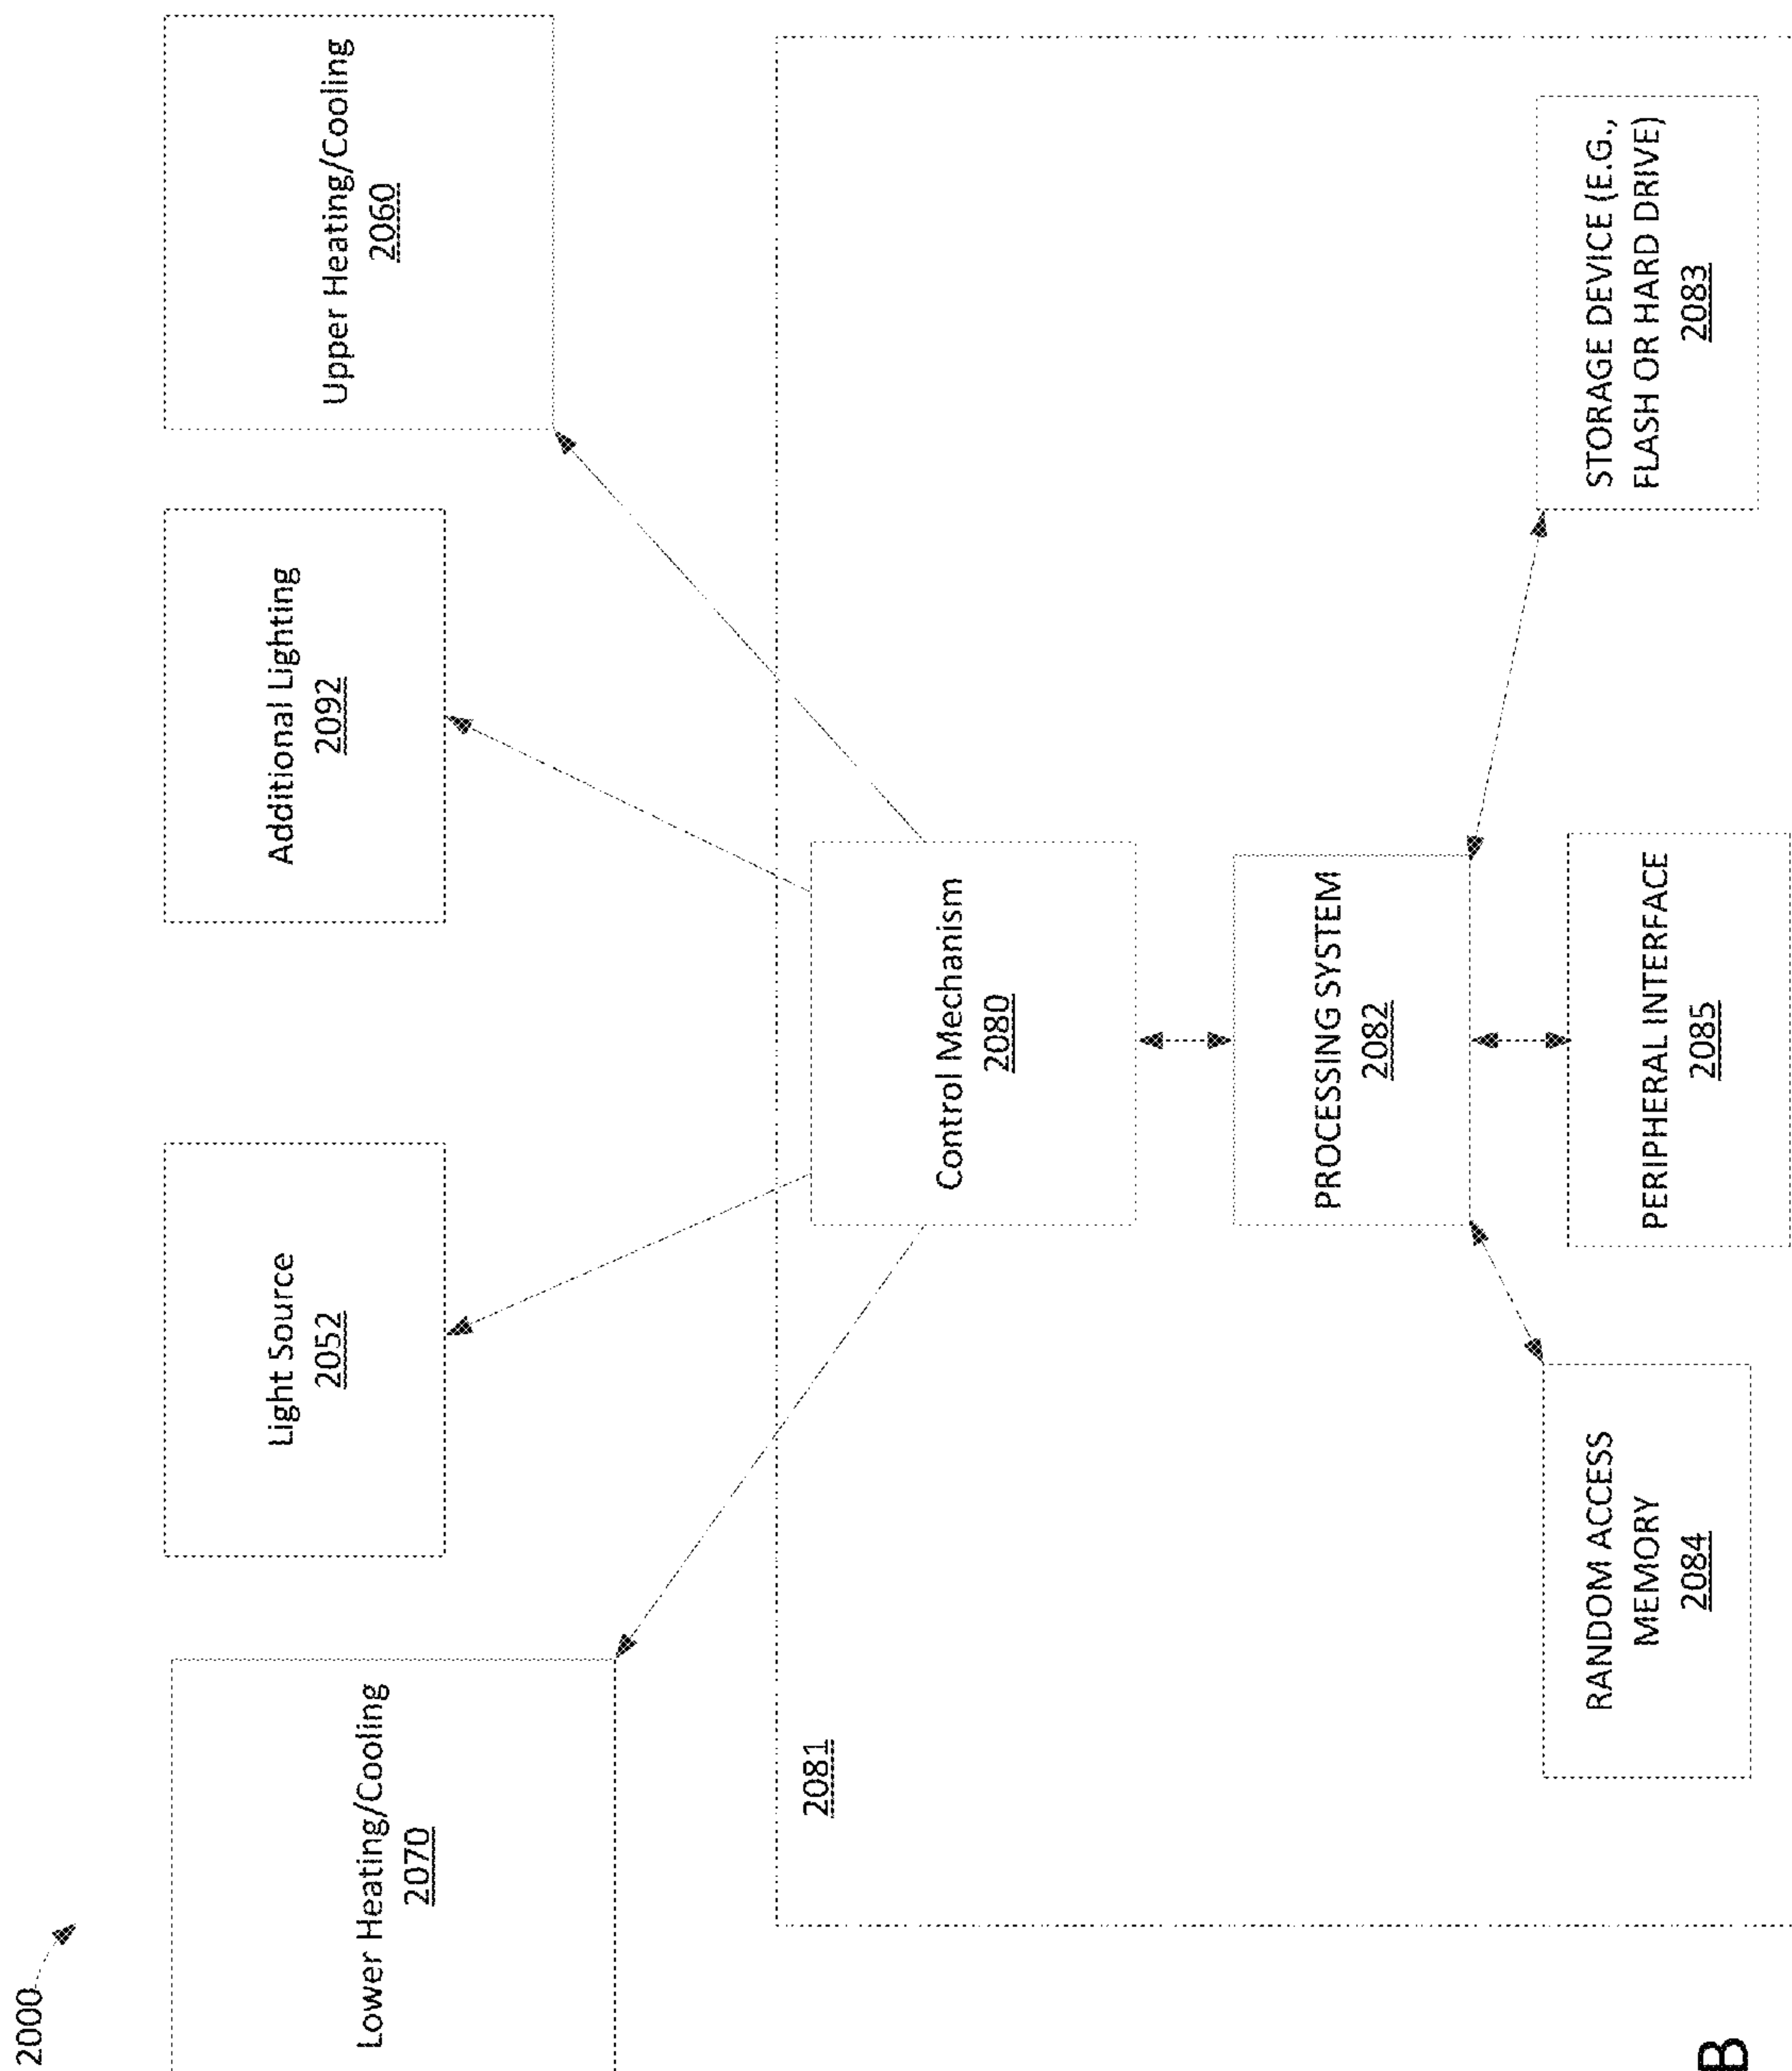 2000
Lower Heating/Cooling
2070
Light Source
2052
Additional Lighting
2092
Upper Heating/Cooling
2060
2081
Control Mechanism
2080
PROCESSING SYSTEM
2082
RANDOM ACCESS
MEMORY
2084
PERIPHERAL INTERFACE
2085
STORAGE DEVICE (E.G.,
FLASH OR HARD DRIVE)
2083
B